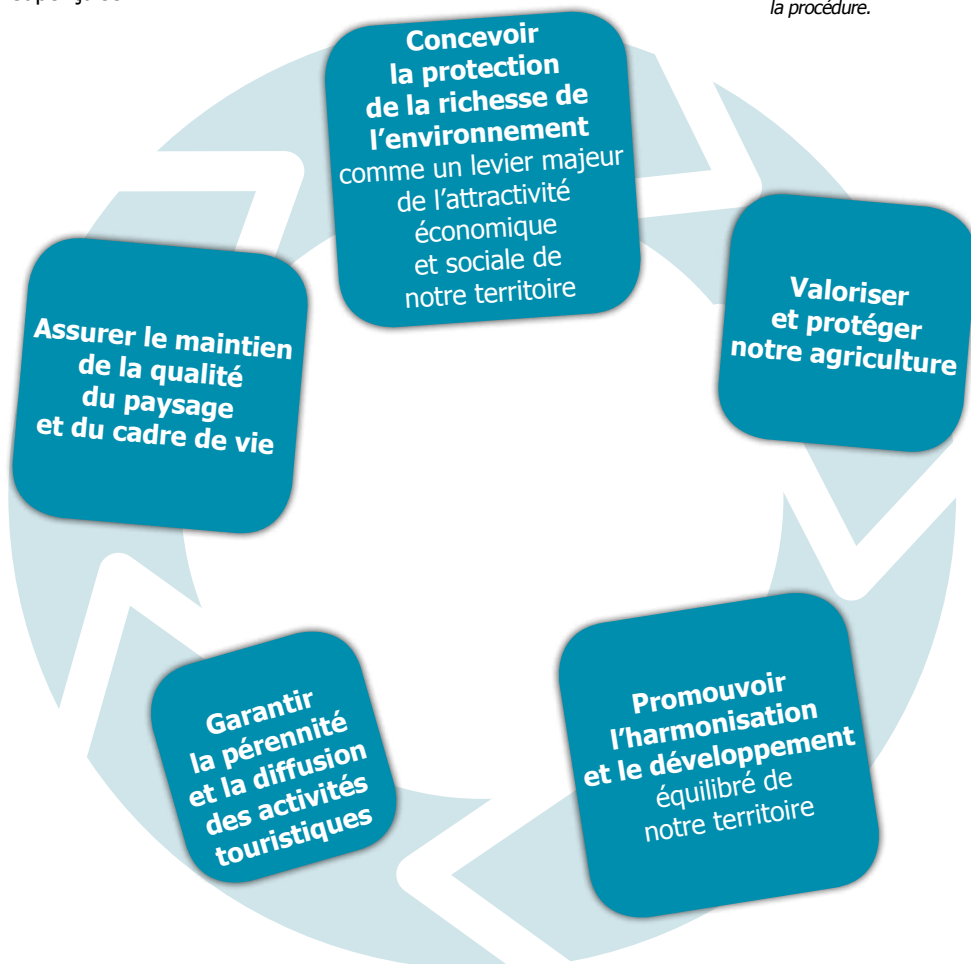 la procédure.
Concevoir
la protection
de la richesse de
l'environnement
comme un levier majeur
de l'attractivité
économique
et sociale de
notre territoire
Valoriser
et protéger
notre agriculture
Promouvoir
l'harmonisation
et le développement
équilibré de
notre territoire
Garantir
la pérennité
et la diffusion
des activités
touristiques
Assurer le maintien
de la qualité
du paysage
et du cadre de vie